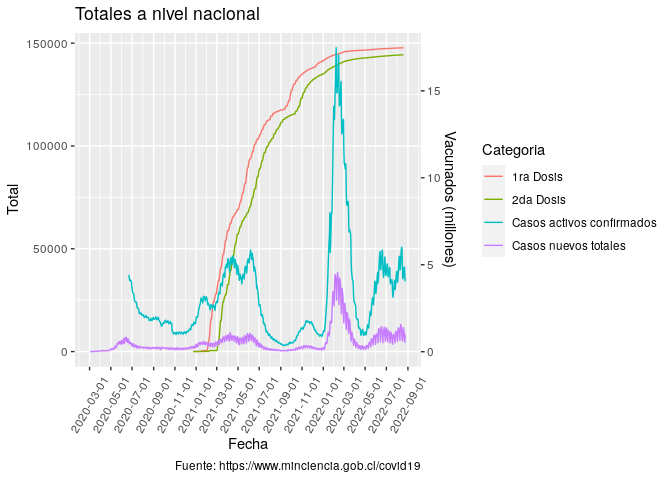 Totales a nivel nacional
150000
100000
50000
0
Total
15
10
5
0
Vacunados (millones)
2020-03-01
2020-05-01
2020-07-01
2020-09-01
2020-11-01
2021-01-01
2021-03-01
2021-05-01
2021-07-01
2021-09-01
2021-11-01
2022-01-01
2022-03-01
2022-05-01
2022-07-01
2022-09-01
Fecha
Fuente: https://www.minciencia.gob.cl/covid19
Categoria
1ra Dosis
2da Dosis
Casos activos confirmados
Casos nuevos totales